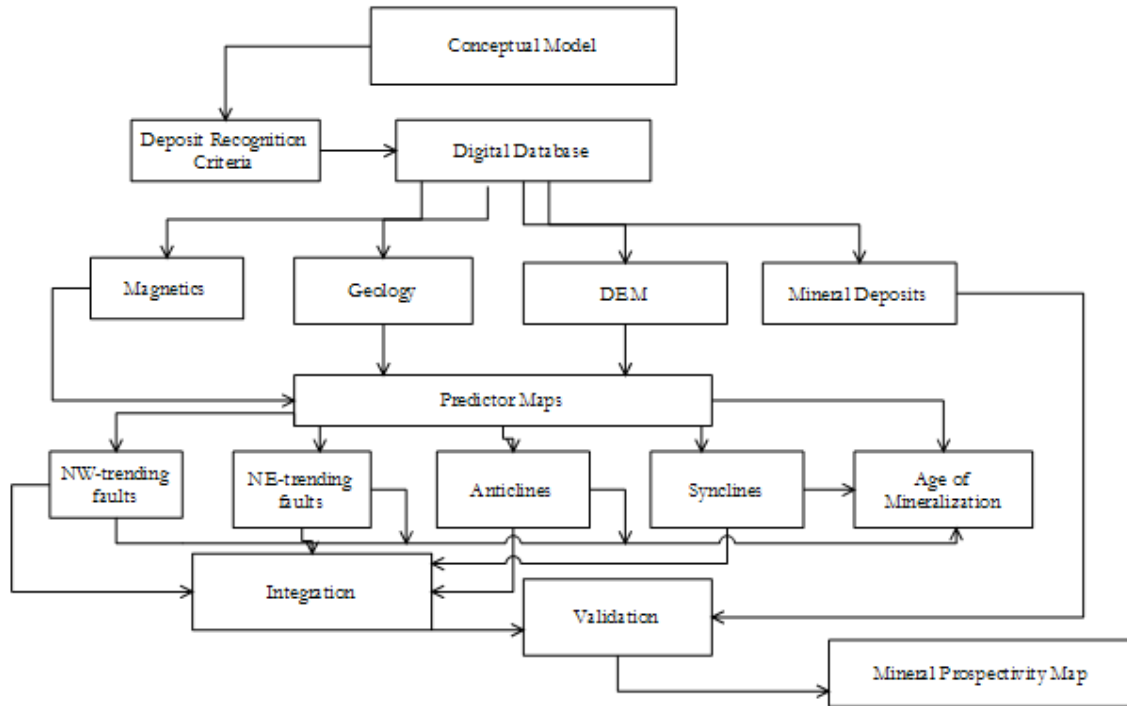 Conceptual Model
Deposit Recognition
Criteria
Digital Database
Magnetics
Geology
DEM
Mineral Deposits
Predictor Maps
NW-trending
faults
NE-trending
faults
Anticlines
Synclines
Age of
Mineralization
Integration
Validation
Mineral Prospectivity Map